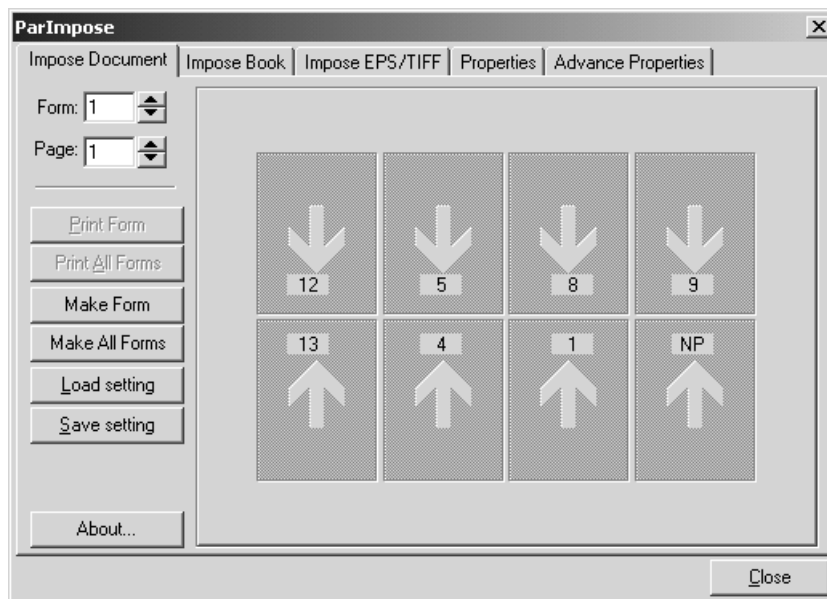 ParImpose
Impose Document Impose Book Impose EPS/TIFF Properties Advance Properties
Form: 1
Page: 1
Print Form
Print All Forms
Make Form
Make All Forms
Load setting
Save setting
About...
12 5 8 9
13 4 1 NP
Close